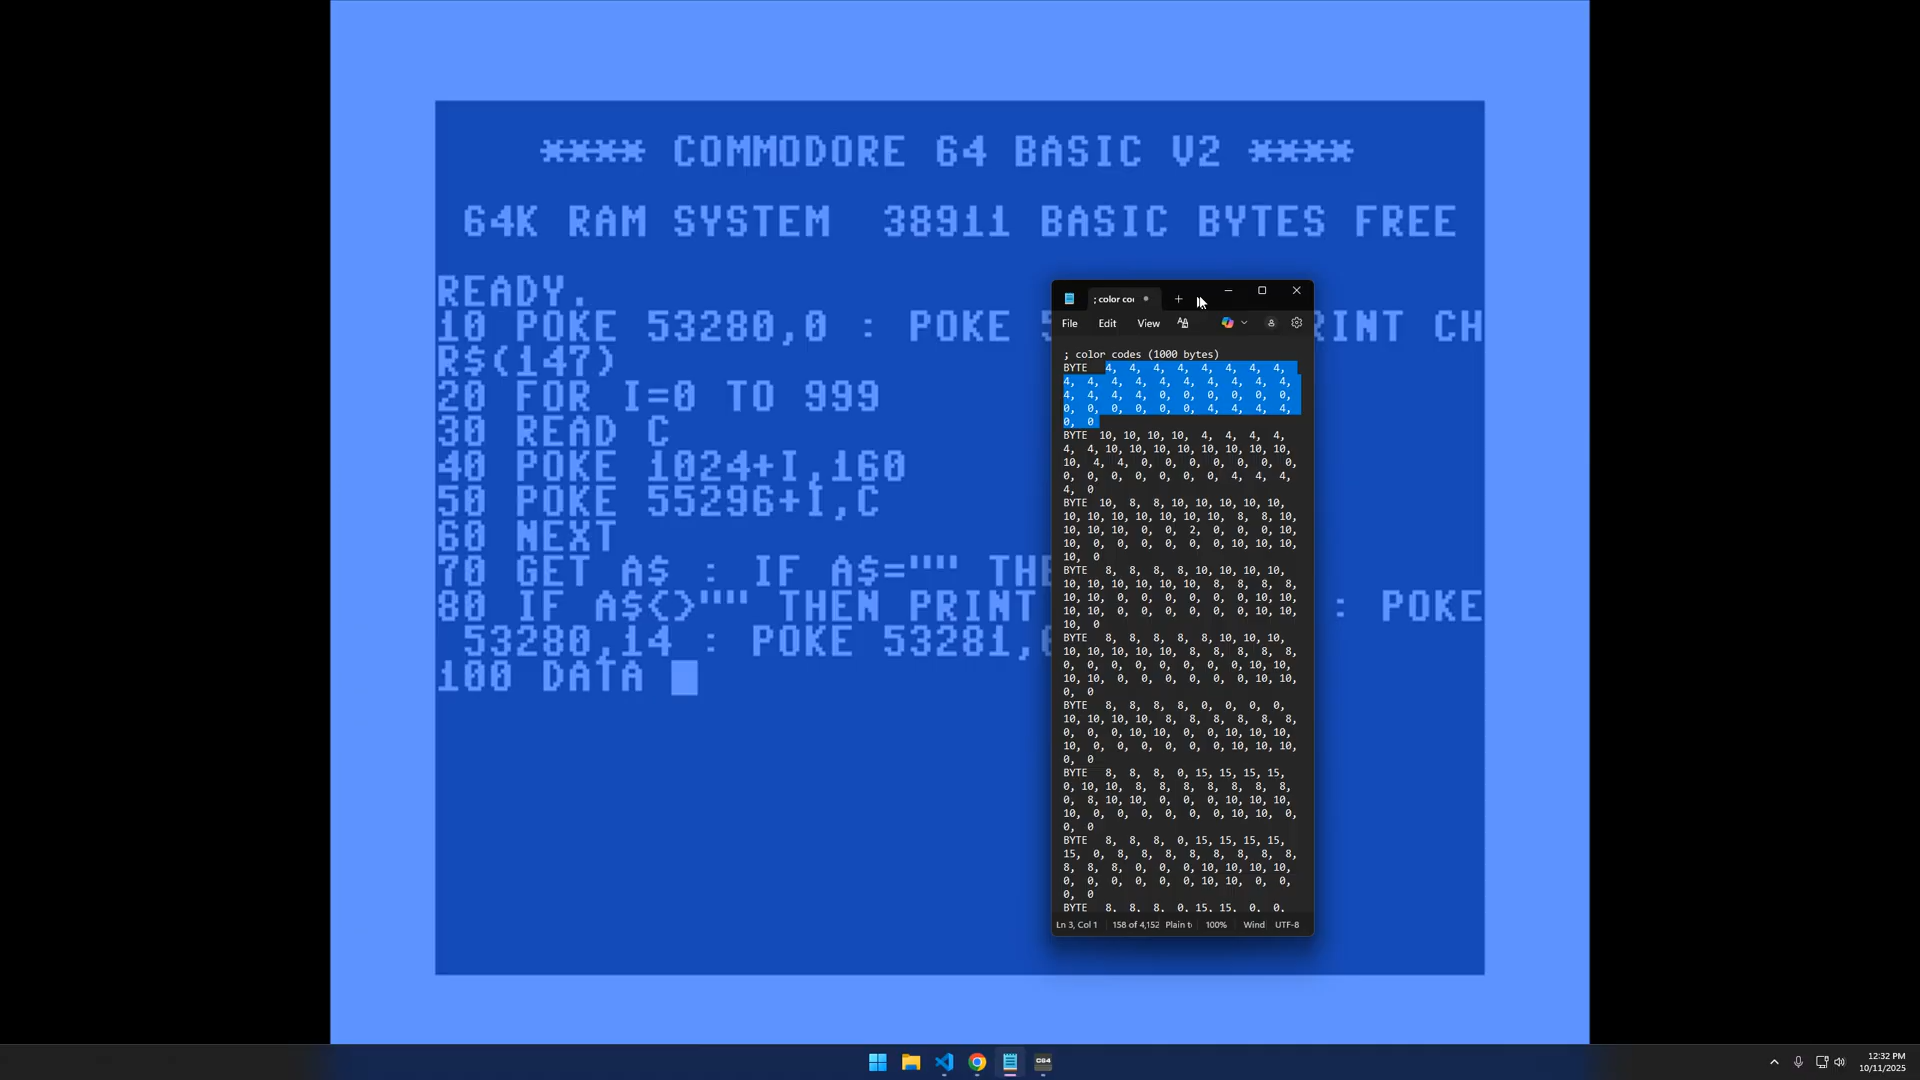 **** COMMODORE 64 BASIC V2 ****
64K RAM SYSTEM  38911 BASIC BYTES FREE
READY.
10 POKE 53280,0 : POKE 5 RINT CH
R$(147)
20 FOR I=0 TO 999
30 READ C
40 POKE 1024+I,160
50 POKE 55296+I,C
60 NEXT
70 GET A$ : IF A$="" THE
80 IF A$<>"" THEN PRINT : POKE
53280,14 : POKE 53281,
100 DATA
; color co
File Edit View
; color codes (1000 bytes)
BYTE   4,  4,  4,  4,  4,  4,  4,  4,
4,  4,  4,  4,  4,  4,  4,  4,  4,  4,
4,  4,  4,  4,  0,  0,  0,  0,  0,  0,
0,  0,  0,  0,  0,  0,  4,  4,  4,  4,
0,  0
BYTE  10, 10, 10, 10,  4,  4,  4,  4,
4,  4, 10, 10, 10, 10, 10, 10, 10, 10,
10,  4,  4,  0,  0,  0,  0,  0,  0,  0,
0,  0,  0,  0,  0,  0,  0,  4,  4,  4,
4,  0
BYTE  10,  8,  8, 10, 10, 10, 10, 10,
10, 10, 10, 10, 10, 10, 10,  8,  8, 10,
10, 10, 10,  0,  0,  2,  0,  0,  0, 10,
10,  0,  0,  0,  0,  0,  0, 10, 10, 10,
10,  0
BYTE   8,  8,  8,  8, 10, 10, 10, 10,
10, 10, 10, 10, 10, 10,  8,  8,  8,  8,
10, 10,  0,  0,  0,  0,  0,  0, 10, 10,
10, 10,  0,  0,  0,  0,  0,  0, 10, 10,
10,  0
BYTE   8,  8,  8,  8,  8, 10, 10, 10,
10, 10, 10, 10, 10,  8,  8,  8,  8,  8,
0,  0,  0,  0,  0,  0,  0,  0, 10, 10,
10, 10,  0,  0,  0,  0,  0,  0, 10, 10,
0,  0
BYTE   8,  8,  8,  8,  0,  0,  0,  0,
10, 10, 10, 10,  8,  8,  8,  8,  8,  8,
0,  0,  0, 10, 10,  0,  0, 10, 10, 10,
10,  0,  0,  0,  0,  0,  0, 10, 10, 10,
0,  0
BYTE   8,  8,  8,  0, 15, 15, 15, 15,
0, 10, 10,  8,  8,  8,  8,  8,  8,  8,
0,  8, 10, 10,  0,  0,  0, 10, 10, 10,
10,  0,  0,  0,  0,  0,  0, 10, 10,  0,
0,  0
BYTE   8,  8,  8,  0, 15, 15, 15, 15,
15,  0,  8,  8,  8,  8,  8,  8,  8,  8,
8,  8,  8,  0,  0,  0, 10, 10, 10, 10,
0,  0,  0,  0,  0,  0, 10, 10,  0,  0,
0,  0
BYTE   8,  8,  8,  0, 15, 15,  0,  0,
Ln 3, Col 1 158 of 4,152 Plain t 100% Wind UTF-8
C64
12:32 PM
10/11/2025